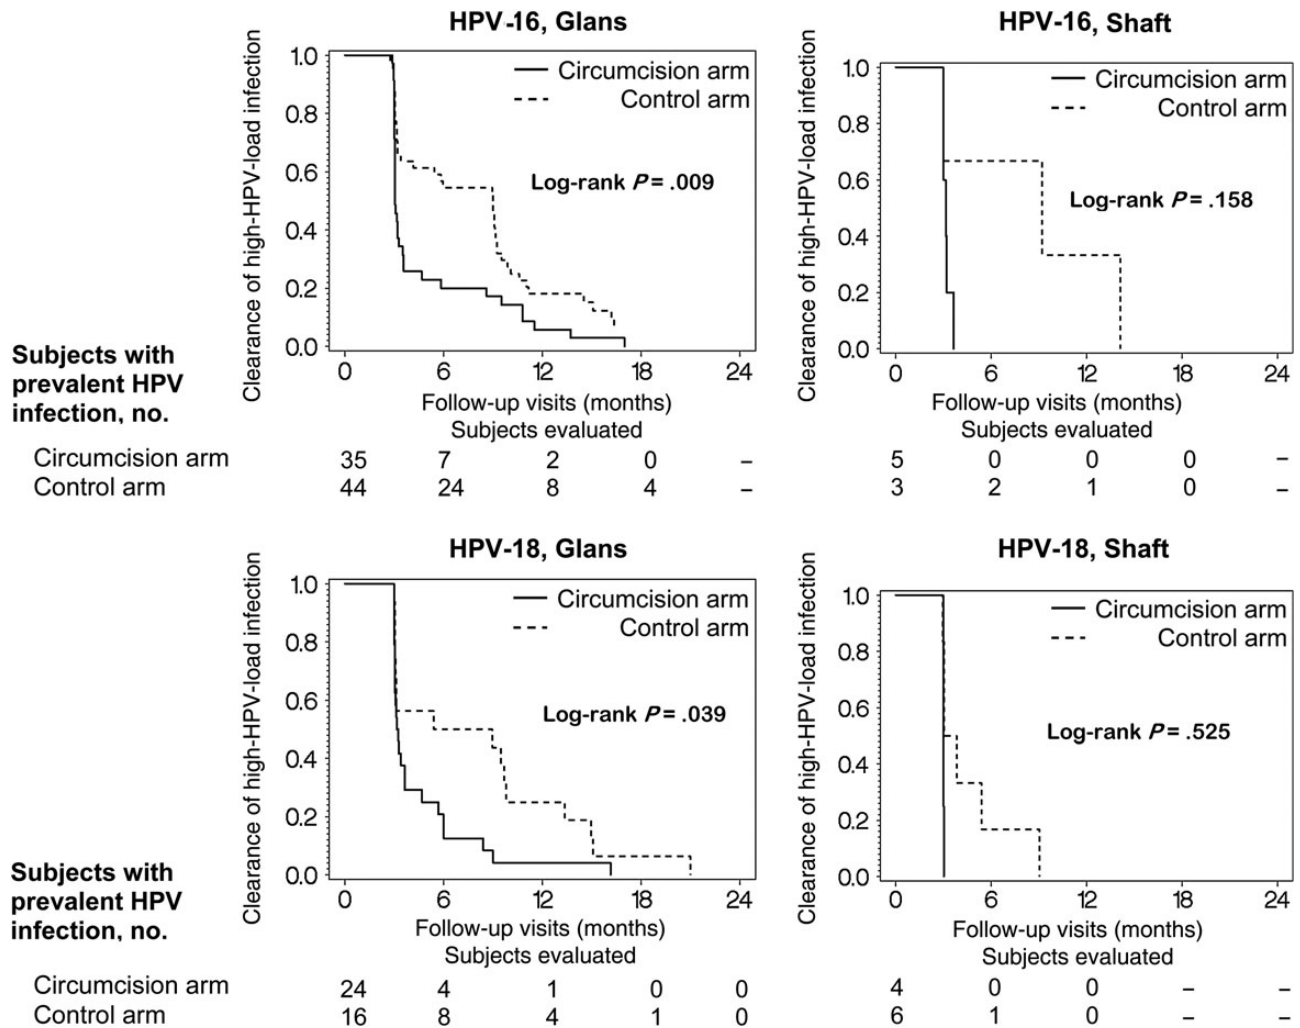 HPV-16, Glans
Clearance of high-HPV-load infection
1.0
0.8
0.6
0.4
0.2
0.0
Circumcision arm
Control arm
Log-rank P = .009
0 6 12 18 24
Follow-up visits (months)
Subjects evaluated
HPV-16, Shaft
Clearance of high-HPV-load infection
1.0
0.8
0.6
0.4
0.2
0.0
Circumcision arm
Control arm
Log-rank P = .158
0 6 12 18 24
Follow-up visits (months)
Subjects evaluated
Subjects with
prevalent HPV
infection, no.
Circumcision arm 35 7 2 0 – 5 0 0 0 –
Control arm 44 24 8 4 – 3 2 1 0 –
HPV-18, Glans
Clearance of high-HPV-load infection
1.0
0.8
0.6
0.4
0.2
0.0
Circumcision arm
Control arm
Log-rank P = .039
0 6 12 18 24
Follow-up visits (months)
Subjects evaluated
HPV-18, Shaft
Clearance of high-HPV-load infection
1.0
0.8
0.6
0.4
0.2
0.0
Circumcision arm
Control arm
Log-rank P = .525
0 6 12 18 24
Follow-up visits (months)
Subjects evaluated
Subjects with
prevalent HPV
infection, no.
Circumcision arm 24 4 1 0 0 4 0 0 – –
Control arm 16 8 4 1 0 6 1 0 – –